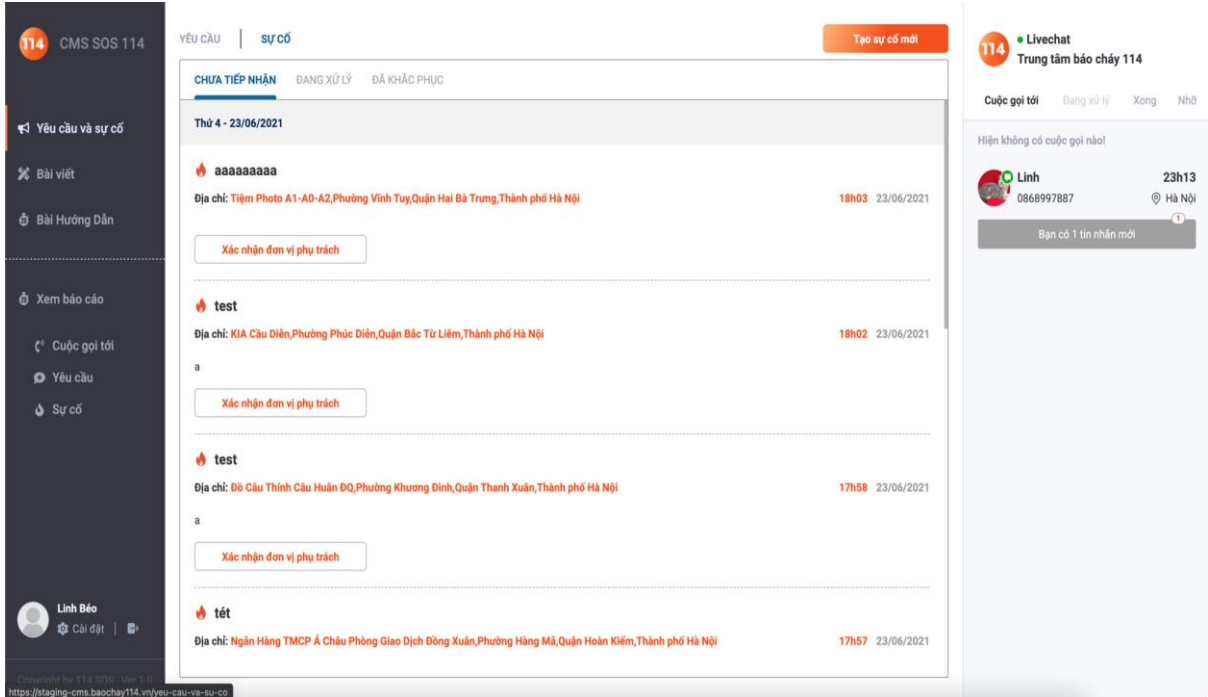 114 CMS SOS 114
Yêu cầu và sự cố
Bài viết
Bài Hướng Dẫn
Xem báo cáo
Cuộc gọi tới
Yêu cầu
Sự cố
Linh Béo
Cài đặt |
Copyright by 114 SOS . Ver 1.0
https://staging-cms.baochay114.vn/yeu-cau-va-su-co
YÊU CẦU | SỰ CỐ
Tạo sự cố mới
CHƯA TIẾP NHẬN ĐANG XỬ LÝ ĐÃ KHẮC PHỤC
Thứ 4 - 23/06/2021
aaaaaaaaa
Địa chỉ: Tiệm Photo A1-A0-A2,Phường Vĩnh Tuy,Quận Hai Bà Trưng,Thành phố Hà Nội 18h03 23/06/2021
Xác nhận đơn vị phụ trách
test
Địa chỉ: KIA Cầu Diễn,Phường Phúc Diễn,Quận Bắc Từ Liêm,Thành phố Hà Nội 18h02 23/06/2021
a
Xác nhận đơn vị phụ trách
test
Địa chỉ: Đồ Câu Thính Câu Huân ĐQ,Phường Khương Đình,Quận Thanh Xuân,Thành phố Hà Nội 17h58 23/06/2021
a
Xác nhận đơn vị phụ trách
tét
Địa chỉ: Ngân Hàng TMCP Á Châu Phòng Giao Dịch Đồng Xuân,Phường Hàng Mã,Quận Hoàn Kiếm,Thành phố Hà Nội 17h57 23/06/2021
114 Livechat
Trung tâm báo cháy 114
Cuộc gọi tới Đang xử lý Xong Nhỡ
Hiện không có cuộc gọi nào!
Linh 23h13
0868997887 Hà Nội
1
Bạn có 1 tin nhắn mới